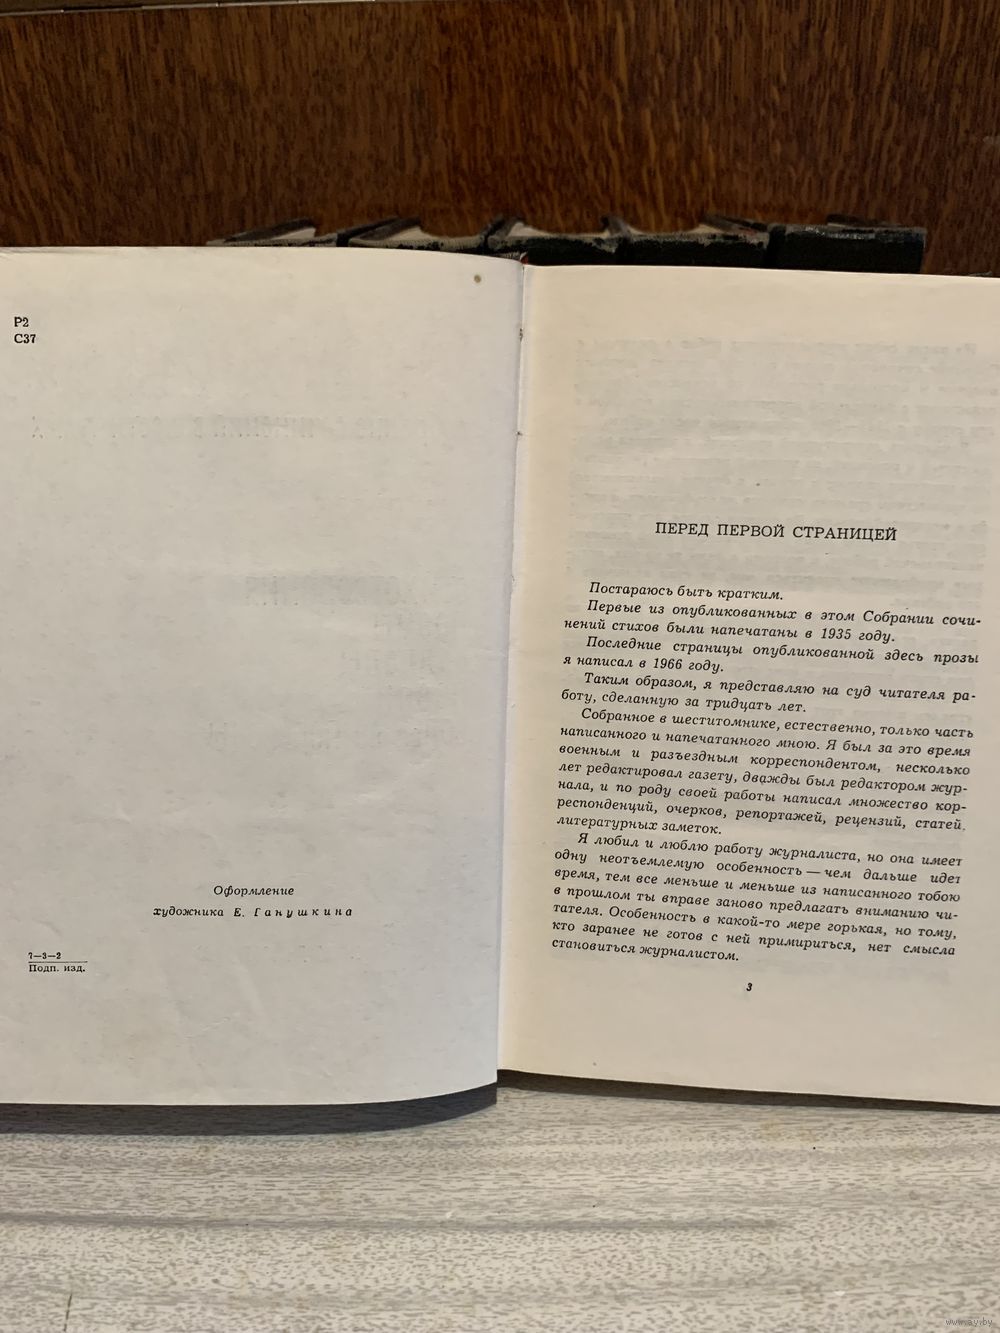 Р2
С37
Оформление
художника Е. Ганушкина
7—3—2
Подп. изд.
ПЕРЕД ПЕРВОЙ СТРАНИЦЕЙ
Постараюсь быть кратким.
Первые из опубликованных в этом Собрании сочи-
нений стихов были напечатаны в 1935 году.
Последние страницы опубликованной здесь прозы
я написал в 1966 году.
Таким образом, я представляю на суд читателя ра-
боту, сделанную за тридцать лет.
Собранное в шеститомнике, естественно, только часть
написанного и напечатанного мною. Я был за это время
военным и разъездным корреспондентом, несколько
лет редактировал газету, дважды был редактором жур-
нала, и по роду своей работы написал множество кор-
респонденций, очерков, репортажей, рецензий, статей,
литературных заметок.
Я любил и люблю работу журналиста, но она имеет
одну неотъемлемую особенность — чем дальше идет
время, тем все меньше и меньше из написанного тобою
в прошлом ты вправе заново предлагать вниманию чи-
тателя. Особенность в какой-то мере горькая, но тому,
кто заранее не готов с ней примириться, нет смысла
становиться журналистом.
3
www.ay.by